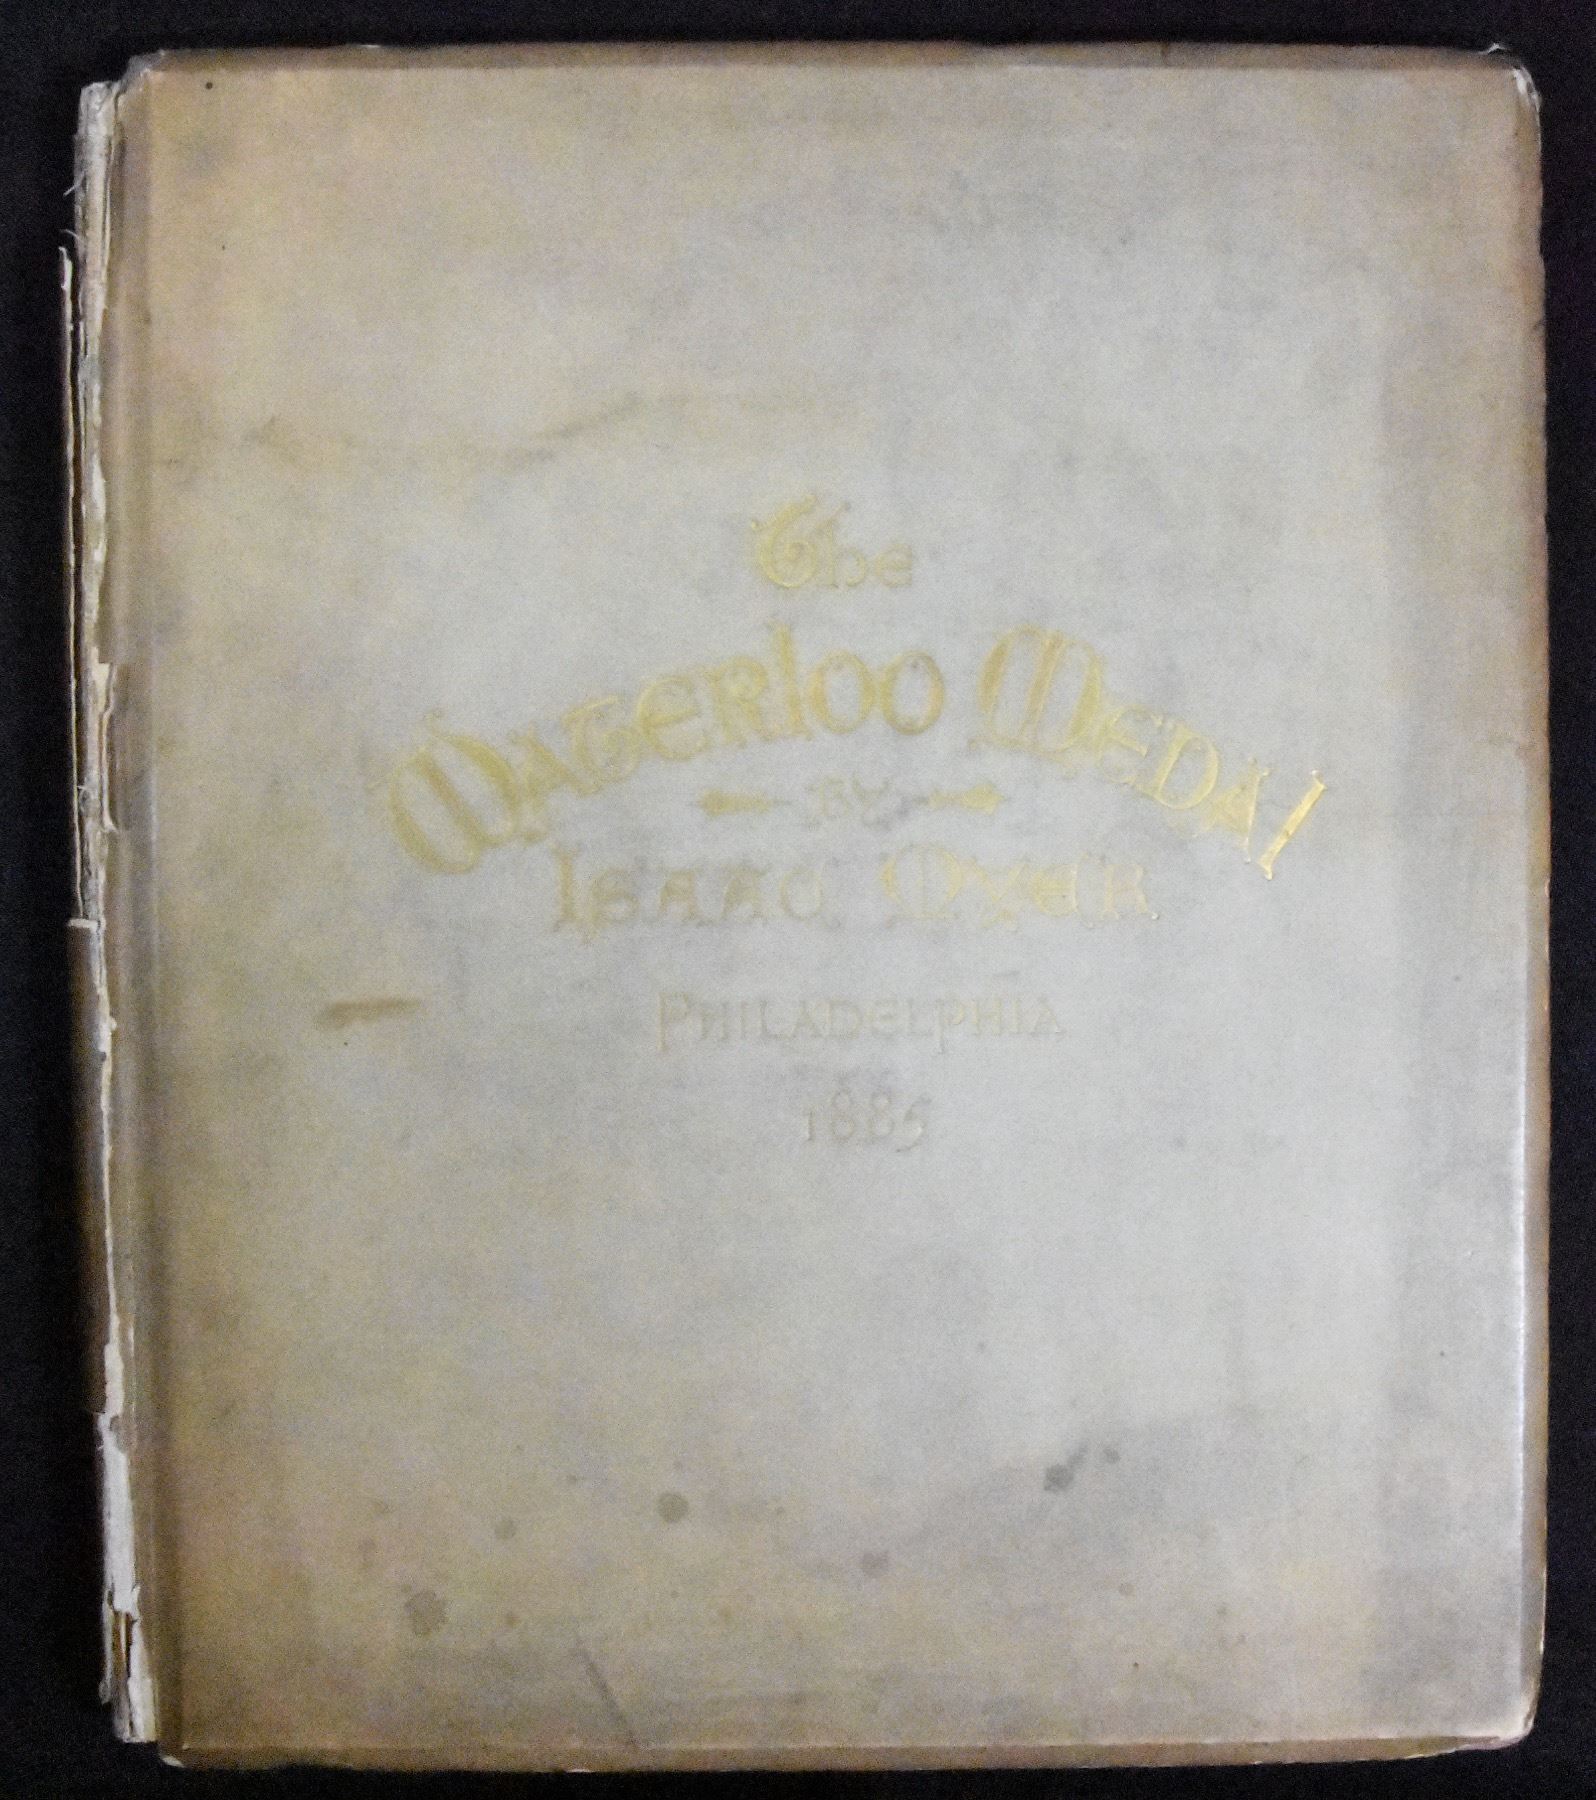 The
Waterloo Medal
BY
Isaac Myer
Philadelphia
1885